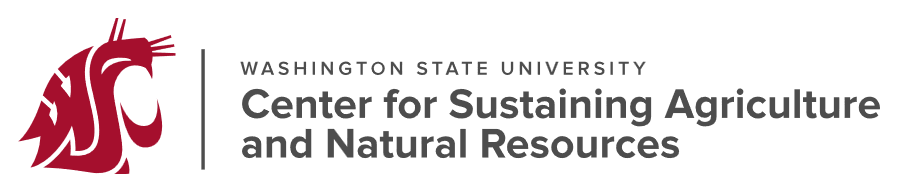 WASHINGTON STATE UNIVERSITY
Center for Sustaining Agriculture
and Natural Resources